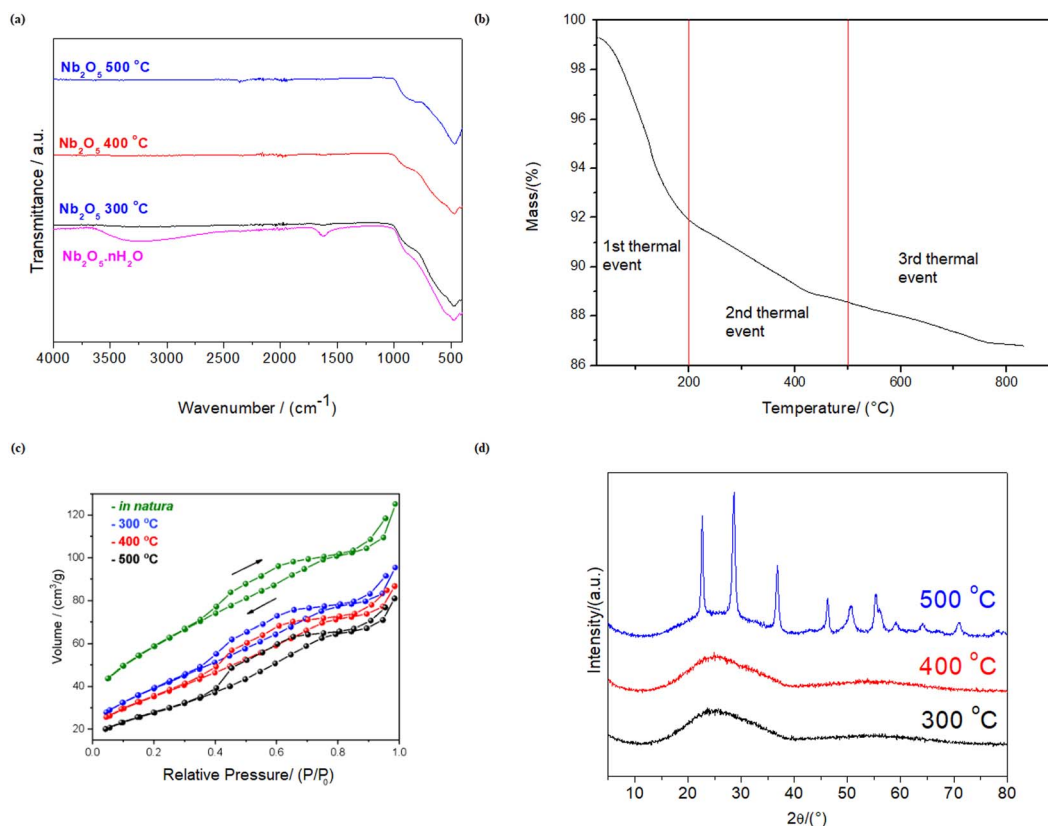 (a)
Nb₂O₅ 500 °C
Nb₂O₅ 400 °C
Nb₂O₅ 300 °C
Nb₂O₅.nH₂O
Transmittance / a.u.
4000 3500 3000 2500 2000 1500 1000 500
Wavenumber / (cm⁻¹)
(b)
100
98
96
94
92
90
88
86
Mass/(%)
1st thermal
event
2nd thermal
event
3rd thermal
event
200 400 600 800
Temperature/ (°C)
(c)
- in natura
- 300 °C
- 400 °C
- 500 °C
120
100
80
60
40
20
Volume / (cm³/g)
0.0 0.2 0.4 0.6 0.8 1.0
Relative Pressure/ (P/P₀)
(d)
500 °C
400 °C
300 °C
Intensity/(a.u.)
10 20 30 40 50 60 70 80
2θ/(°)